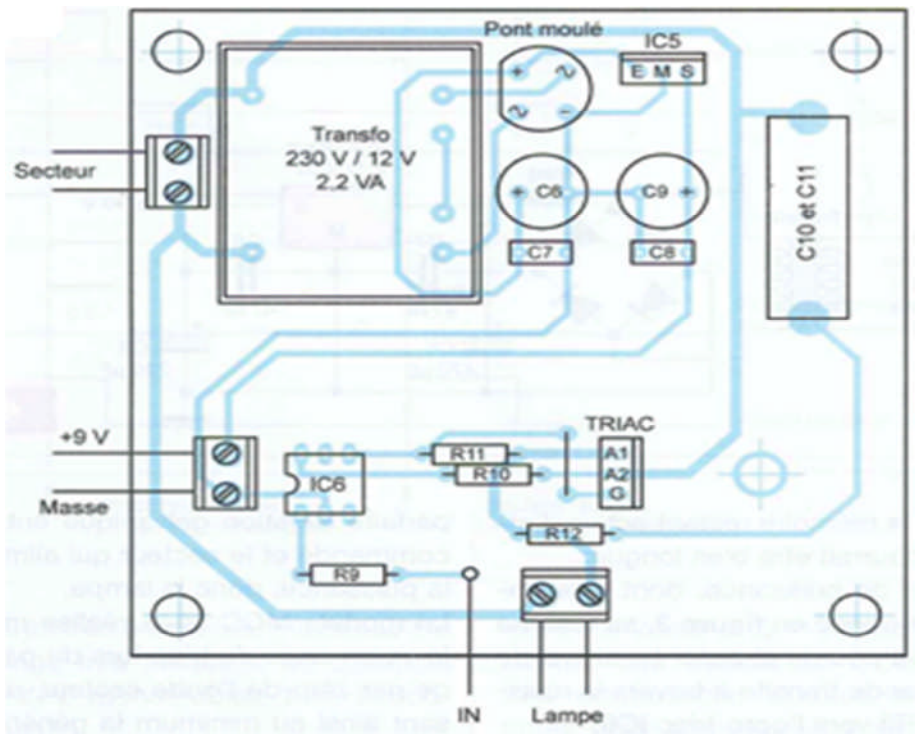 Pont moulé
IC5
E M S
Transfo
230 V / 12 V
2,2 VA
Secteur
C6
C9
C7
C8
C10 et C11
+9 V
Masse
TRIAC
A1
A2
G
R11
R10
IC6
R12
R9
IN
Lampe